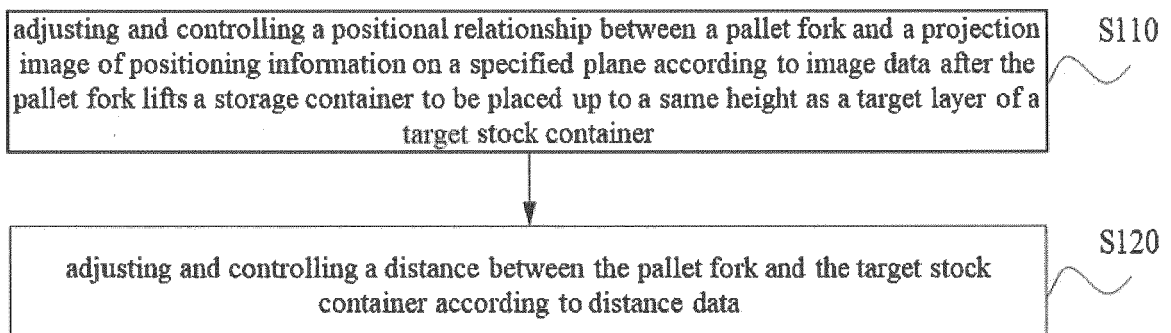 adjusting and controlling a positional relationship between a pallet fork and a projection
S110
image of positioning information on a specified plane according to image data after the
pallet fork lifts a storage container to be placed up to a same height as a target layer of a
target stock container
S120
adjusting and controlling a distance between the pallet fork and the target stock
container according to distance data